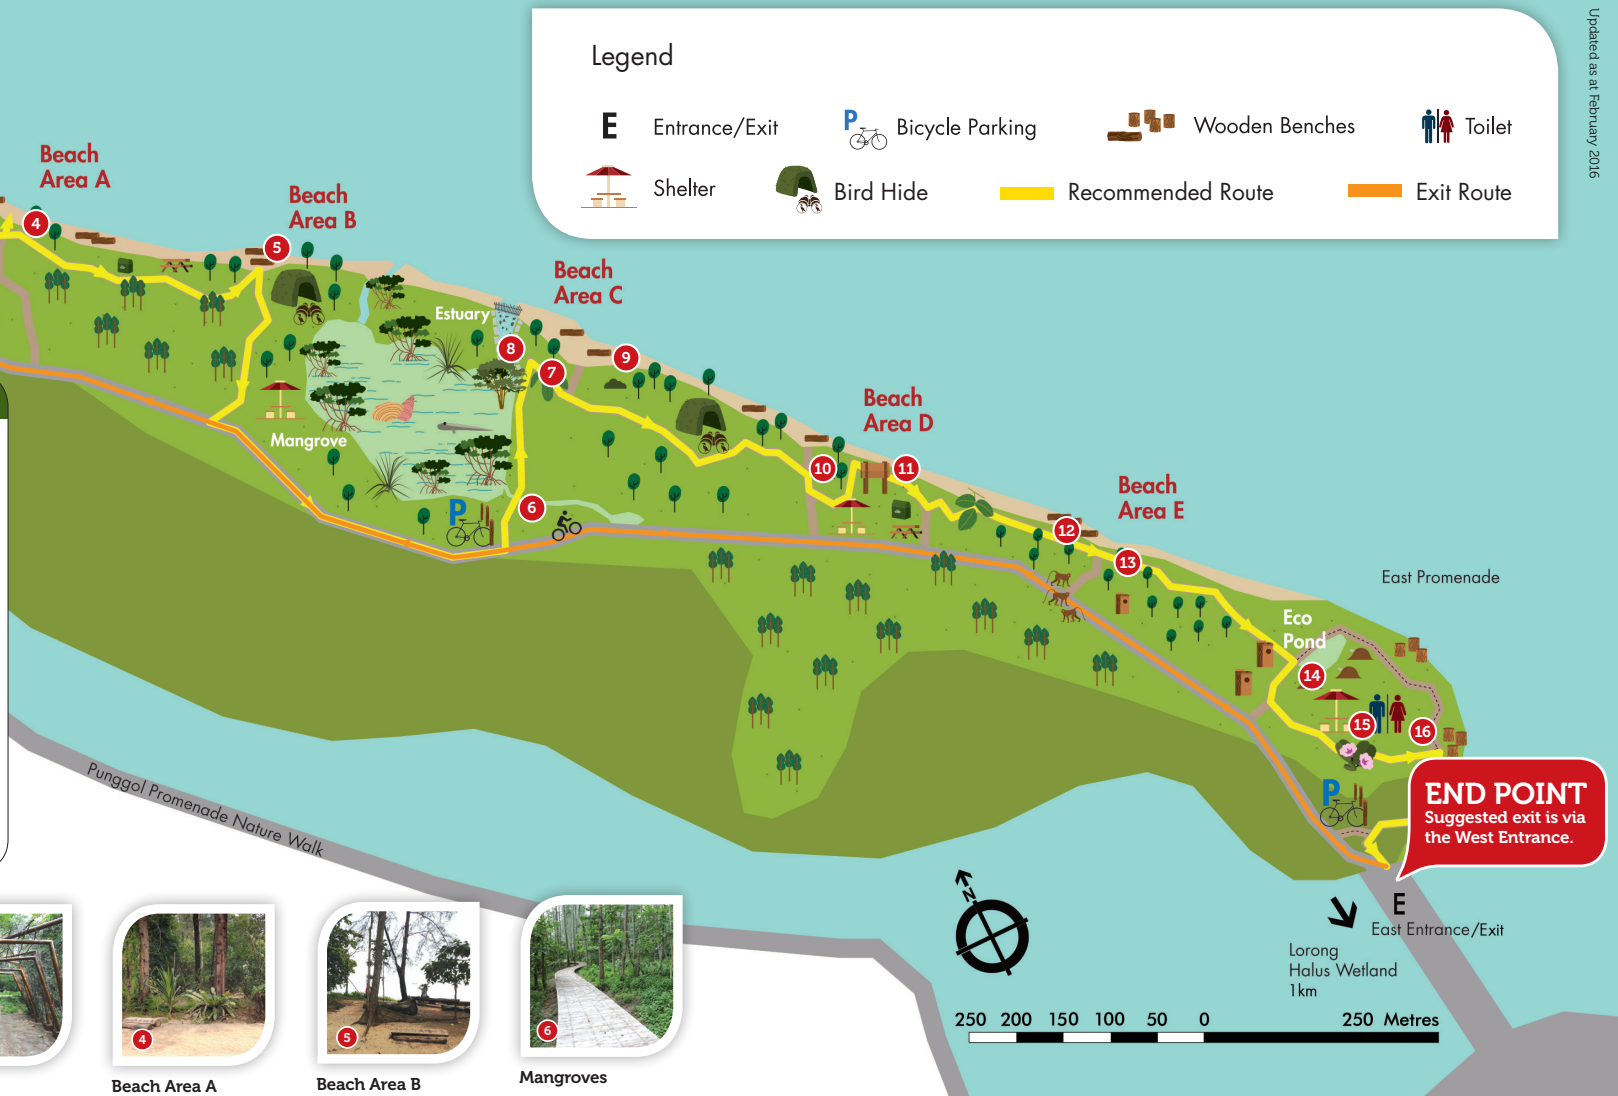 Updated as at February 2016
Legend
E Entrance/Exit
P Bicycle Parking
Wooden Benches
Toilet
Shelter
Bird Hide
Recommended Route
Exit Route
Beach
Area A
4
Beach
Area B
5
Beach
Area C
Estuary
8
7
9
Mangrove
P
6
Beach
Area D
10
11
Beach
Area E
12
13
East Promenade
Eco
Pond
14
15
16
P
END POINT
Suggested exit is via
the West Entrance.
E
East Entrance/Exit
Lorong
Halus Wetland
1km
Punggol Promenade Nature Walk
N
250 200 150 100 50 0 250 Metres
4
Beach Area A
5
Beach Area B
6
Mangroves